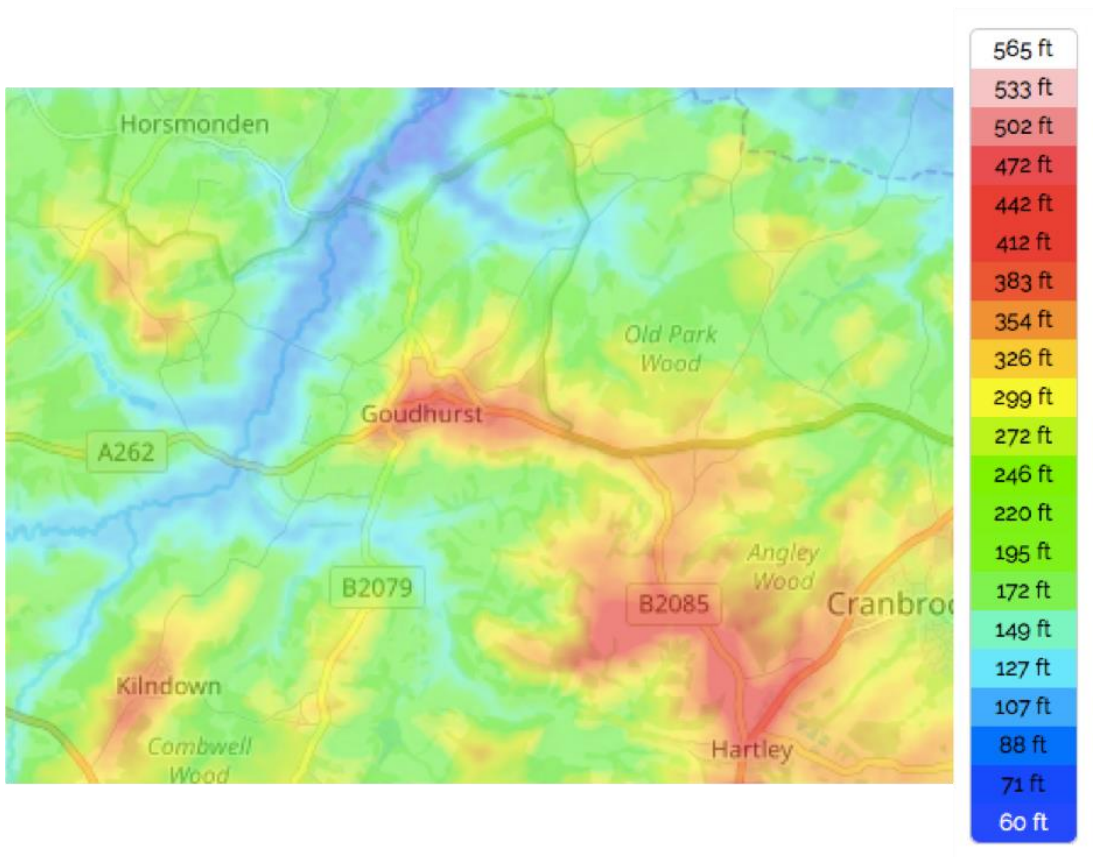 Horsmonden
Old Park
Wood
Goudhurst
A262
Angley
Wood
B2079
B2085
Kilndown
Combwell
Wood
Hartley
565 ft
533 ft
502 ft
472 ft
442 ft
412 ft
383 ft
354 ft
326 ft
299 ft
272 ft
246 ft
220 ft
195 ft
172 ft
149 ft
127 ft
107 ft
88 ft
71 ft
60 ft